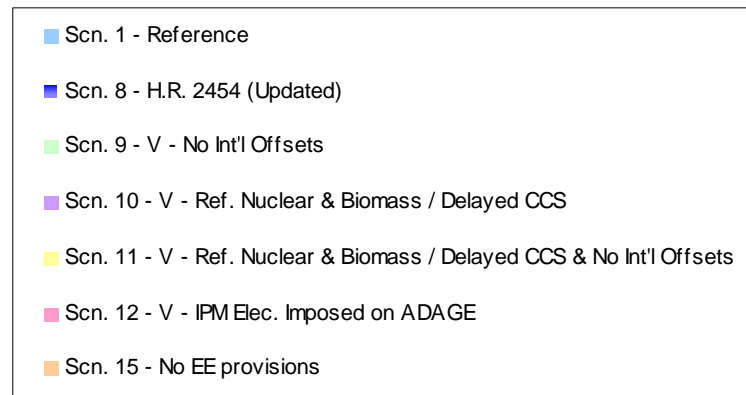 Scn. 1 - Reference
Scn. 8 - H.R. 2454 (Updated)
Scn. 9 - V - No Int'l Offsets
Scn. 10 - V - Ref. Nuclear & Biomass / Delayed CCS
Scn. 11 - V - Ref. Nuclear & Biomass / Delayed CCS & No Int'l Offsets
Scn. 12 - V - IPM Elec. Imposed on ADAGE
Scn. 15 - No EE provisions